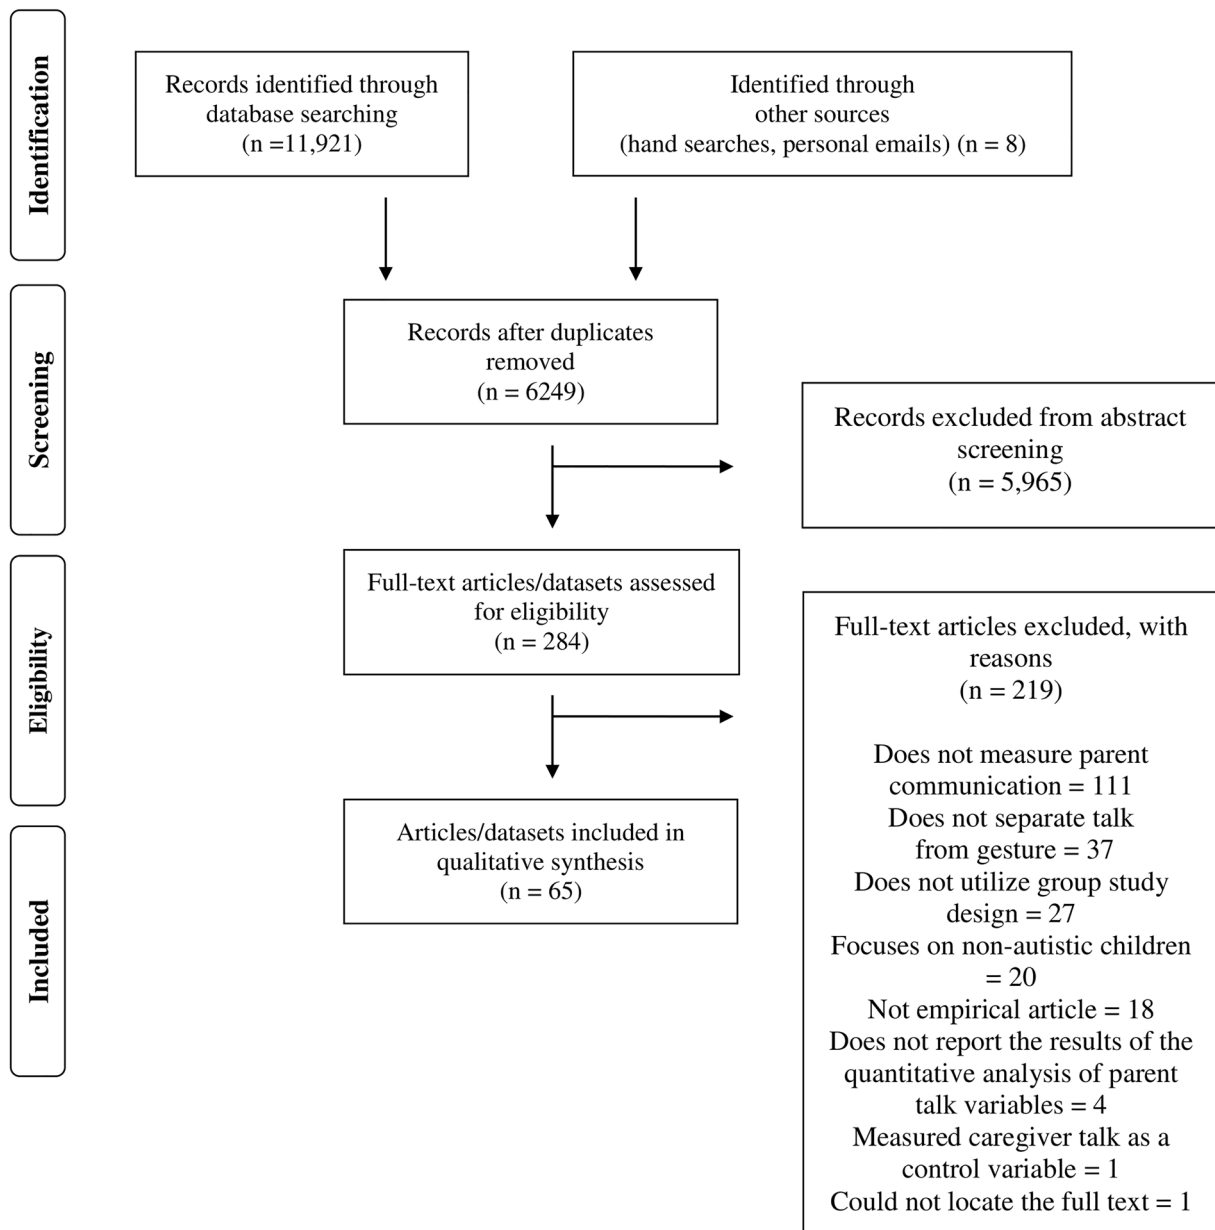 Identification
Records identified through
database searching
(n =11,921)
Identified through
other sources
(hand searches, personal emails) (n = 8)
Screening
Records after duplicates
removed
(n = 6249)
Records excluded from abstract
screening
(n = 5,965)
Eligibility
Full-text articles/datasets assessed
for eligibility
(n = 284)
Full-text articles excluded, with
reasons
(n = 219)
Does not measure parent
communication = 111
Does not separate talk
from gesture = 37
Does not utilize group study
design = 27
Focuses on non-autistic children
= 20
Not empirical article = 18
Does not report the results of the
quantitative analysis of parent
talk variables = 4
Measured caregiver talk as a
control variable = 1
Could not locate the full text = 1
Included
Articles/datasets included in
qualitative synthesis
(n = 65)